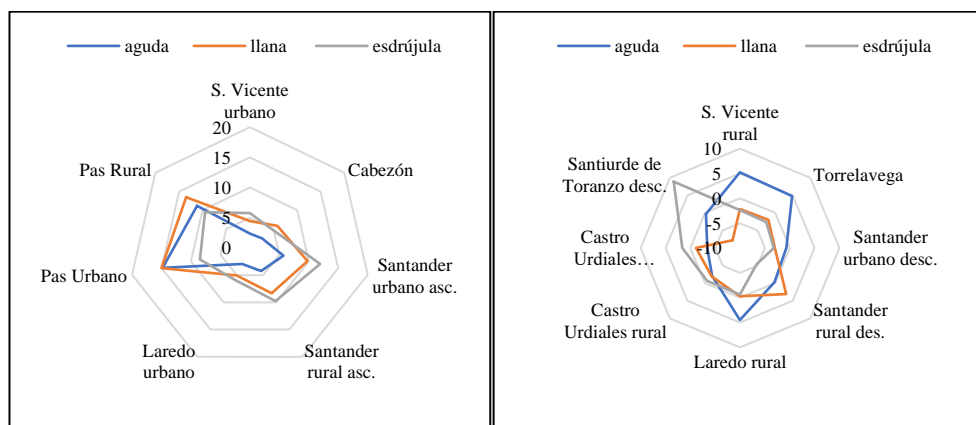 aguda llana esdrújula
S. Vicente
urbano
20
15
10
5
0
Cabezón
Santander
urbano asc.
Santander
rural asc.
Laredo
urbano
Pas Urbano
Pas Rural
aguda llana esdrújula
S. Vicente
rural
10
5
0
-5
-10
Torrelavega
Santander
urbano desc.
Santander
rural des.
Laredo rural
Castro
Urdiales rural
Castro
Urdiales…
Santiurde de
Toranzo desc.